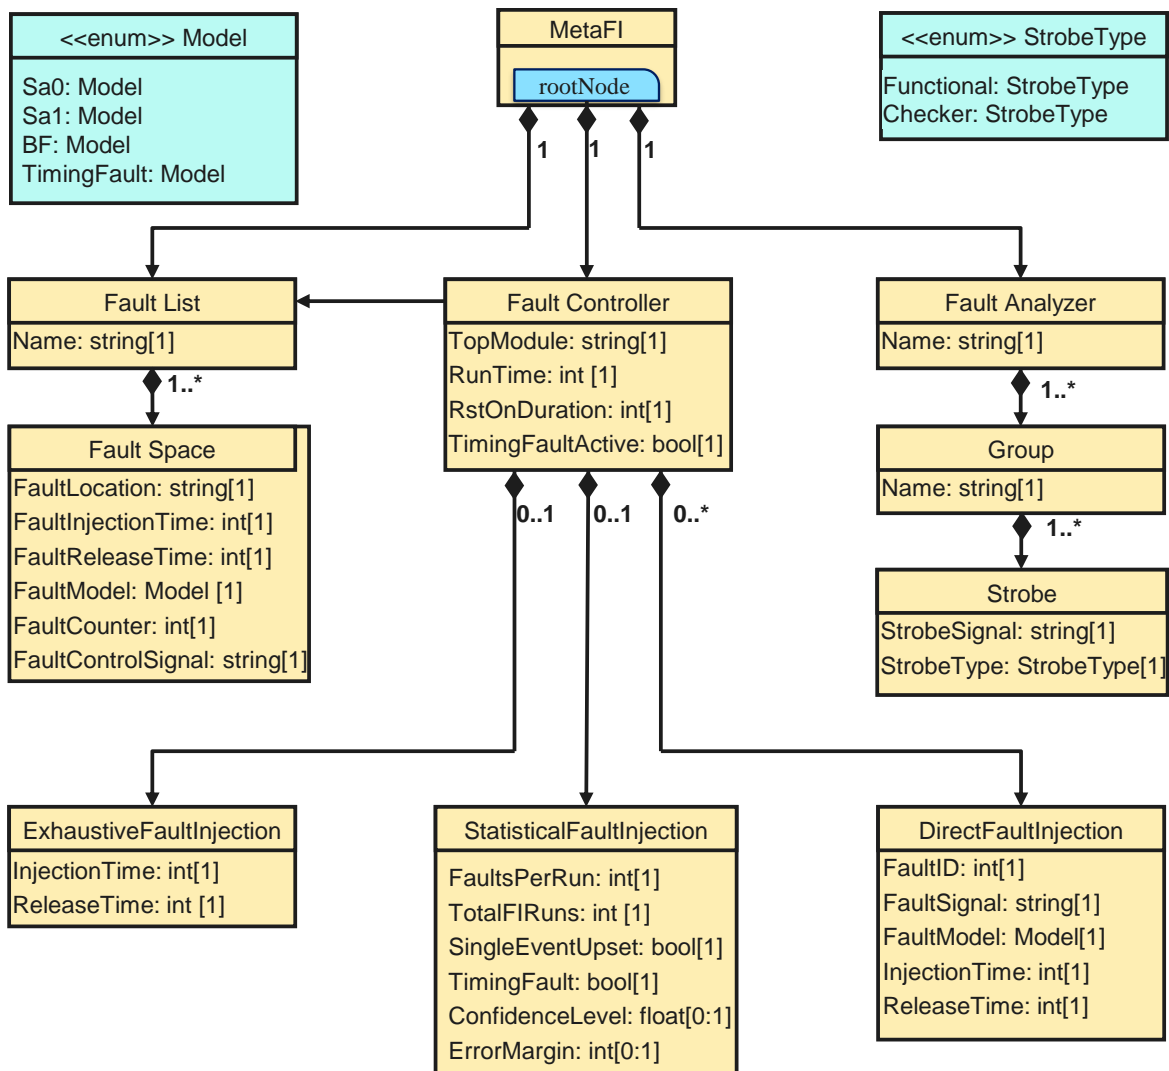 <<enum>> Model
Sa0: Model
Sa1: Model
BF: Model
TimingFault: Model
MetaFI
rootNode
<<enum>> StrobeType
Functional: StrobeType
Checker: StrobeType
1
1
1
Fault List
Name: string[1]
1..*
Fault Space
FaultLocation: string[1]
FaultInjectionTime: int[1]
FaultReleaseTime: int[1]
FaultModel: Model [1]
FaultCounter: int[1]
FaultControlSignal: string[1]
Fault Controller
TopModule: string[1]
RunTime: int [1]
RstOnDuration: int[1]
TimingFaultActive: bool[1]
0..1
0..1
0..*
Fault Analyzer
Name: string[1]
1..*
Group
Name: string[1]
1..*
Strobe
StrobeSignal: string[1]
StrobeType: StrobeType[1]
ExhaustiveFaultInjection
InjectionTime: int[1]
ReleaseTime: int [1]
StatisticalFaultInjection
FaultsPerRun: int[1]
TotalFIRuns: int [1]
SingleEventUpset: bool[1]
TimingFault: bool[1]
ConfidenceLevel: float[0:1]
ErrorMargin: int[0:1]
DirectFaultInjection
FaultID: int[1]
FaultSignal: string[1]
FaultModel: Model[1]
InjectionTime: int[1]
ReleaseTime: int[1]